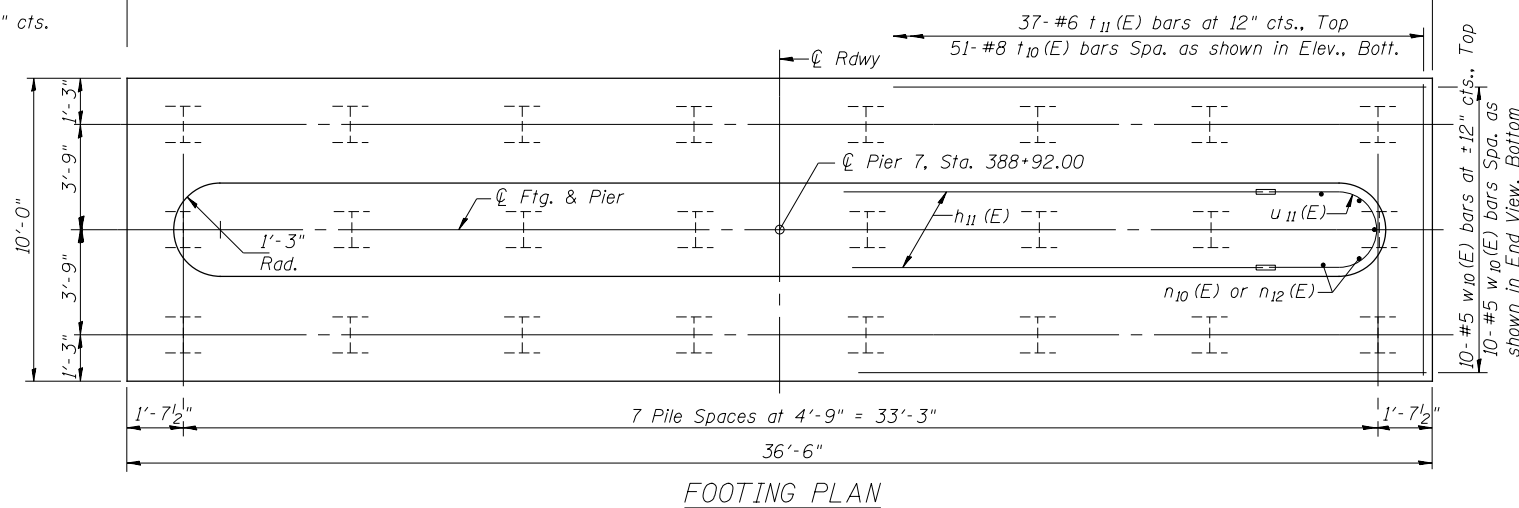 " cts.
37- #6 t11(E) bars at 12" cts., Top
51- #8 t10(E) bars Spa. as shown in Elev., Bott.
℄ Rdwy
10- #5 w10(E) bars at ±12" cts., Top
10- #5 w10(E) bars Spa. as
shown in End View, Bottom
1'-3"
3'-9"
10'-0"
3'-9"
1'-3"
℄ Pier 7, Sta. 388+92.00
℄ Ftg. & Pier
h11(E)
u11(E)
1'-3"
Rad.
n10(E) or n12(E)
1'-7½"
7 Pile Spaces at 4'-9" = 33'-3"
1'-7½"
36'-6"
FOOTING PLAN